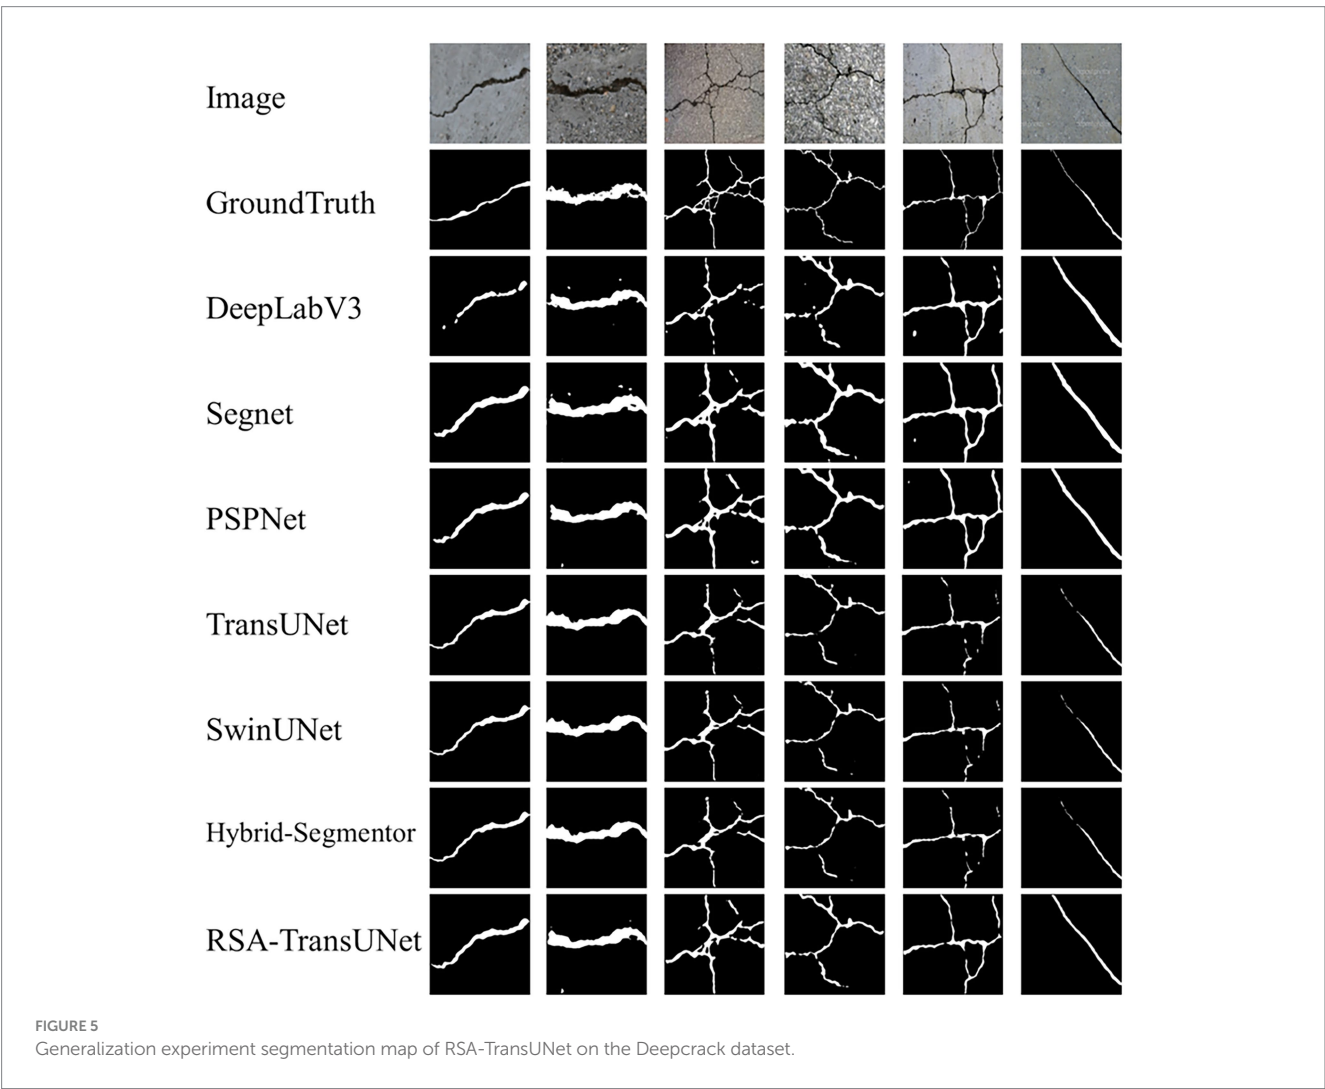 Image
GroundTruth
DeepLabV3
Segnet
PSPNet
TransUNet
SwinUNet
Hybrid-Segmentor
RSA-TransUNet
FIGURE 5
Generalization experiment segmentation map of RSA-TransUNet on the Deepcrack dataset.